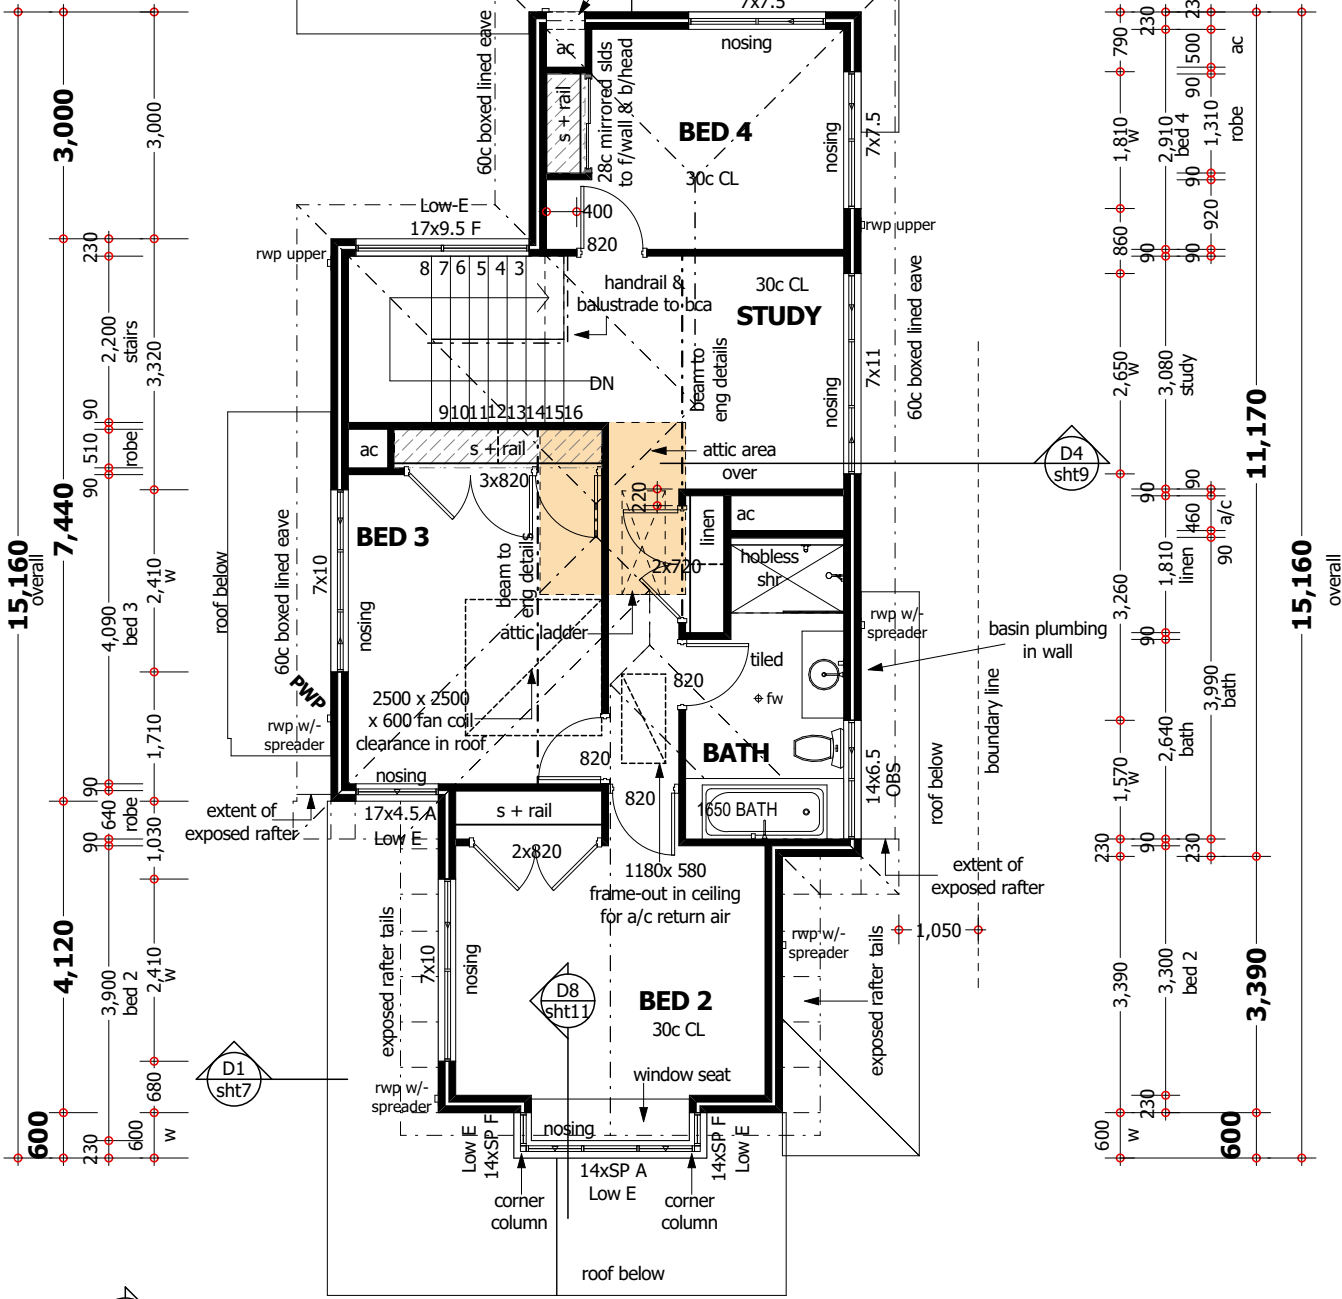 7x7.5
nosing
ac
60c boxed lined eave
s + rail
28c mirrored slds
to f/wall & b/head
BED 4
30c CL
nosing
7x7.5
400
820
rwp upper
Low-E
17x9.5 F
rwp upper
8 7 6 5 4 3
handrail &
balustrade to bca
30c CL
STUDY
beam to
eng details
nosing
7x11
60c boxed lined eave
DN
9 10 11 12 13 14 15 16
ac
s + rail
3x820
attic area
over
D4
sht9
BED 3
220
linen
ac
2x720
hobless
shr
60c boxed lined eave
roof below
7x10
nosing
beam to
eng details
attic ladder
rwp w/-
spreader
basin plumbing
in wall
boundary line
tiled
820
fw
PWP
rwp w/-
spreader
2500 x 2500
x 600 fan coil
clearance in roof
nosing
820
BATH
14x6.5
OBS
roof below
extent of
exposed rafter
17x4.5 A
Low E
s + rail
820
1650 BATH
2x820
1180x 580
frame-out in ceiling
for a/c return air
extent of
exposed rafter
1,050
exposed rafter tails
7x10
nosing
D8
sht11
BED 2
30c CL
rwp w/-
spreader
exposed rafter tails
D1
sht7
rwp w/-
spreader
window seat
nosing
Low E
14xSP F
14xSP A
Low E
14xSP F
Low E
corner
column
corner
column
roof below
15,160
overall
3,000
7,440
4,120
600
230
2,200
stairs
90
510
robe
90
4,090
bed 3
90
640
robe
90
3,900
bed 2
230
3,000
3,320
2,410
w
1,710
1,030
2,410
w
680
600
w
790
1,810
w
860
2,650
w
3,260
1,570
w
230
3,390
600
w
230
2,910
bed 4
90
3,080
study
90
1,810
linen
90
2,640
bath
90
3,300
bed 2
230
23
500
ac
90
1,310
robe
90
920
90
90
460
a/c
90
3,990
bath
230
11,170
3,390
600
15,160
overall